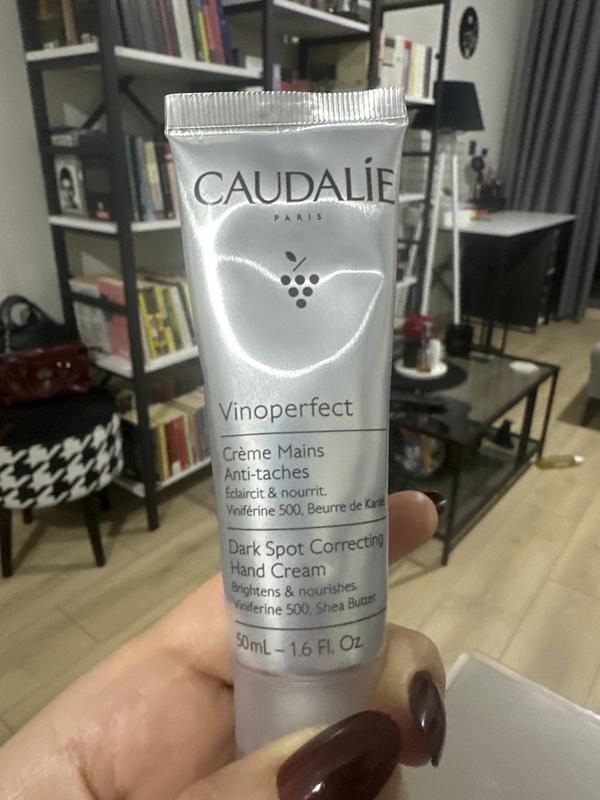 CAUDALÍE
PARIS
Vinoperfect
Crème Mains
Anti-taches
Éclaircit & nourrit.
Viniférine 500, Beurre de Karité
Dark Spot Correcting
Hand Cream
Brightens & nourishes.
Viniferine 500, Shea Butter
50mL – 1.6 Fl. Oz